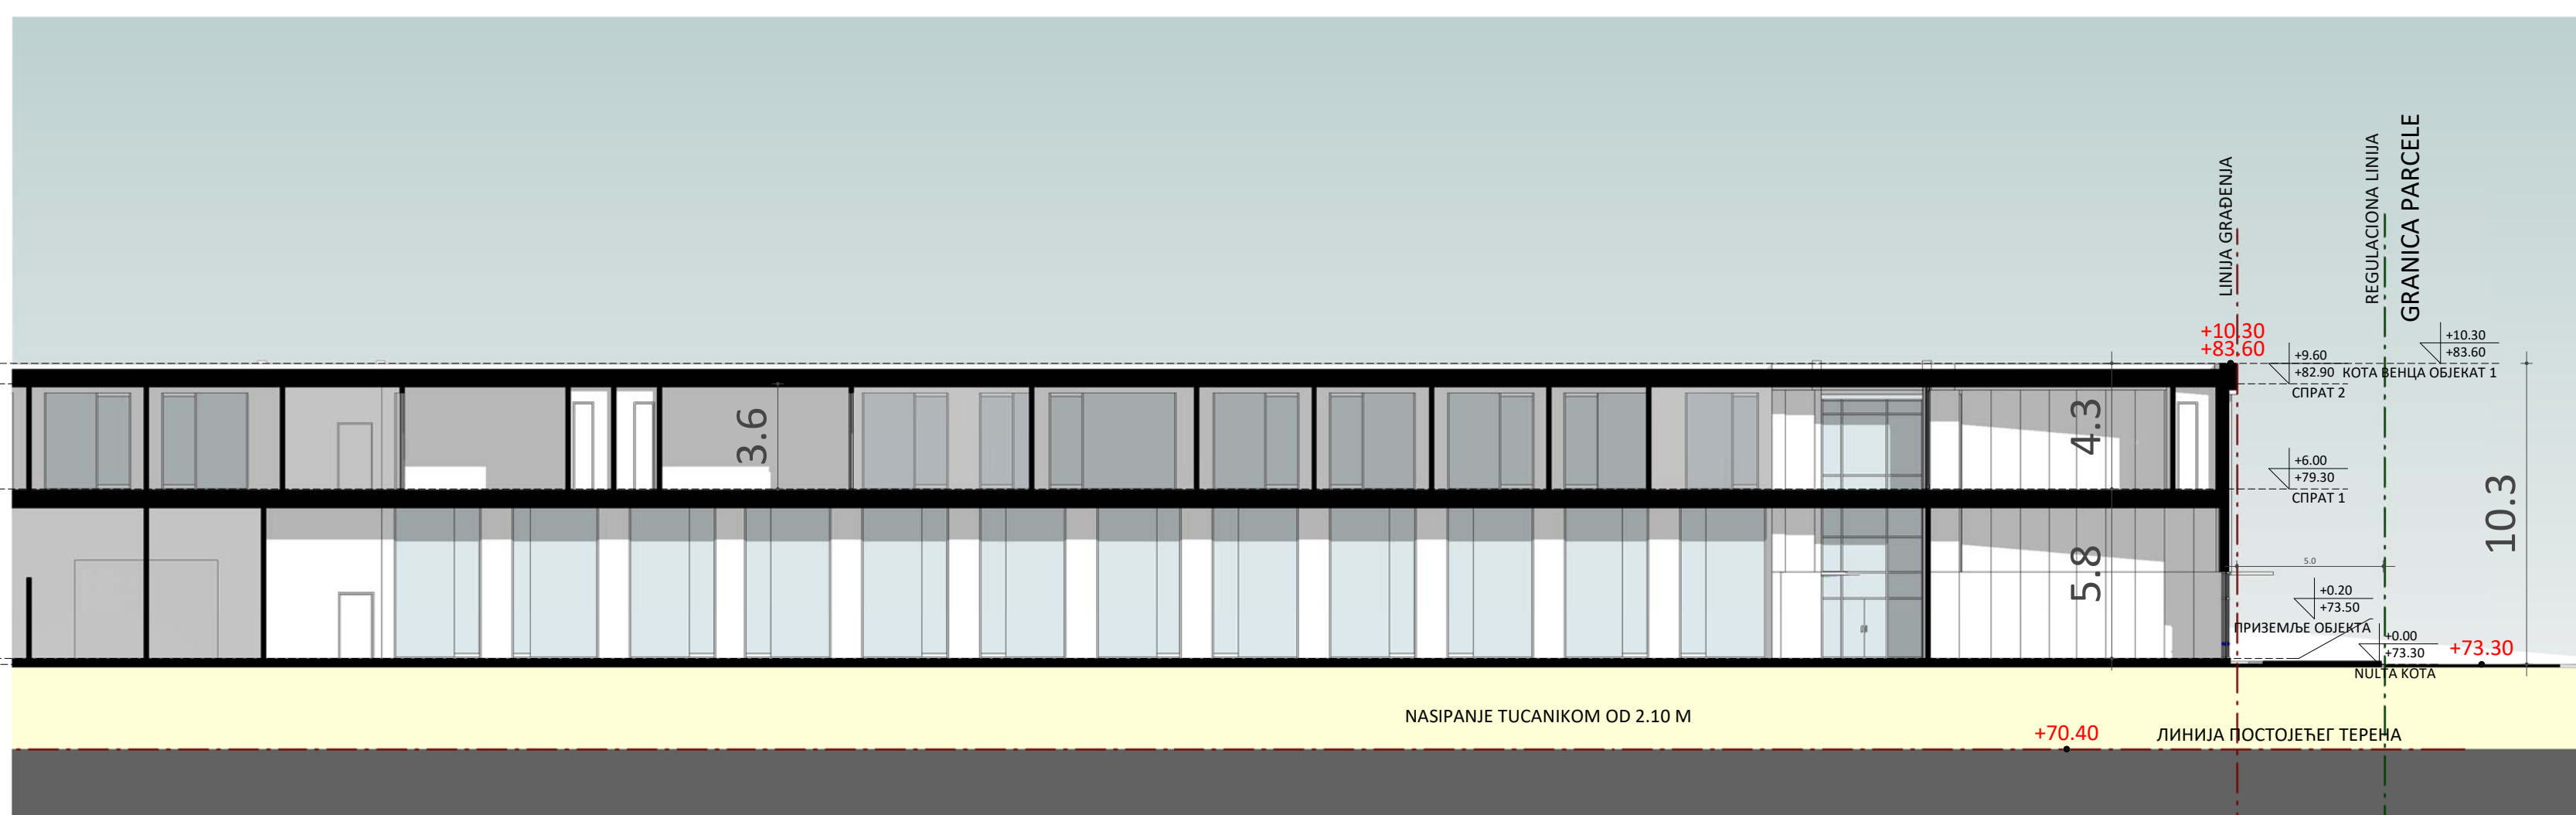 LINIJA GRAĐENJA
REGULACIONA LINIJA
GRANICA PARCELE
+10.30
+83.60
+9.60
+82.90
КОТА ВЕНЦА ОБЈЕКАТ 1
СПРАТ 2
+10.30
+83.60
3.6
4.3
+6.00
+79.30
СПРАТ 1
10.3
5.8
5.0
+0.20
+73.50
ПРИЗЕМЉЕ ОБЈЕКТА
+0.00
+73.30
NULTA KOTA
+73.30
NASIPANJE TUCANIKOM OD 2.10 M
+70.40
ЛИНИЈА ПОСТОЈЕЋЕГ ТЕРЕНА